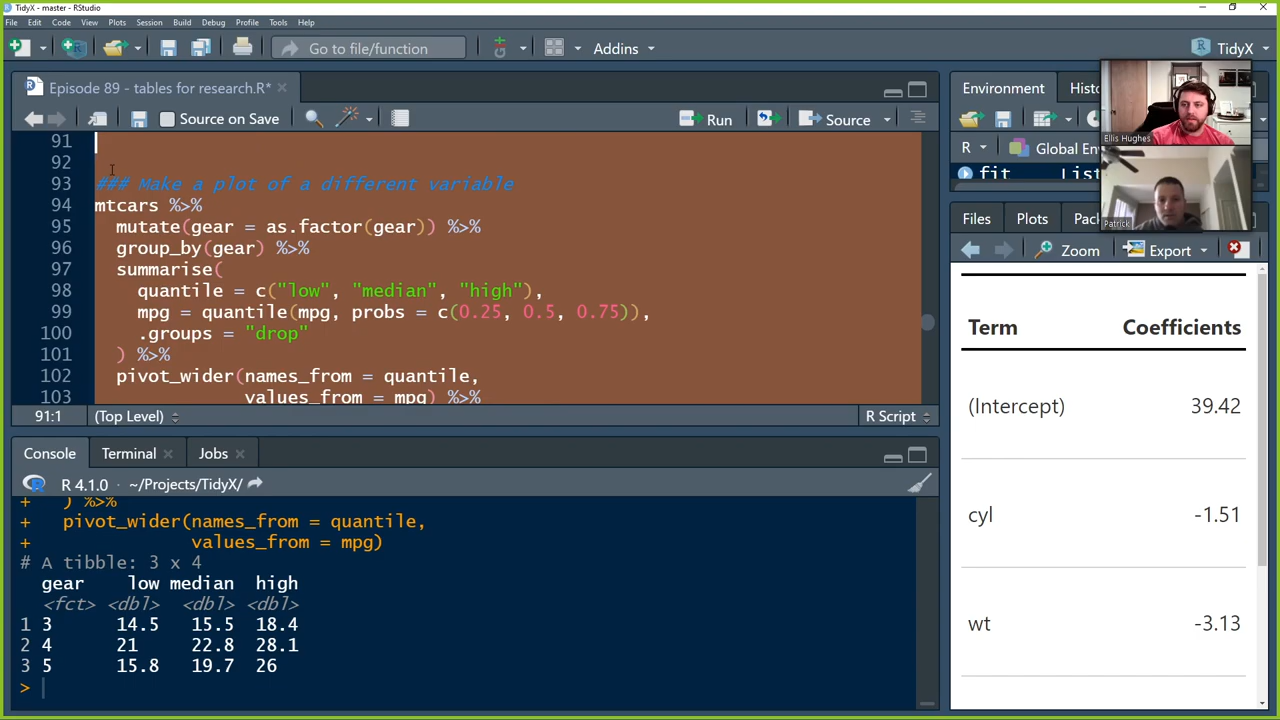 TidyX - master - RStudio
File Edit Code View Plots Session Build Debug Profile Tools Help
Go to file/function
Addins
TidyX
Episode 89 - tables for research.R*
Source on Save
Run
Source
91
92
93 ### Make a plot of a different variable
94 mtcars %>%
95 mutate(gear = as.factor(gear)) %>%
96 group_by(gear) %>%
97 summarise(
98 quantile = c("low", "median", "high"),
99 mpg = quantile(mpg, probs = c(0.25, 0.5, 0.75)),
100 .groups = "drop"
101 ) %>%
102 pivot_wider(names_from = quantile,
103 values_from = mpg) %>%
91:1
(Top Level)
R Script
Console Terminal Jobs
R 4.1.0 · ~/Projects/TidyX/
+ ) %>%
+ pivot_wider(names_from = quantile,
+ values_from = mpg)
# A tibble: 3 x 4
gear low median high
<fct> <dbl> <dbl> <dbl>
1 3 14.5 15.5 18.4
2 4 21 22.8 28.1
3 5 15.8 19.7 26
>
Environment
Ellis Hughes
R
Global
fit List
Patrick
Files Plots
Zoom
Export
Term Coefficients
(Intercept) 39.42
cyl -1.51
wt -3.13